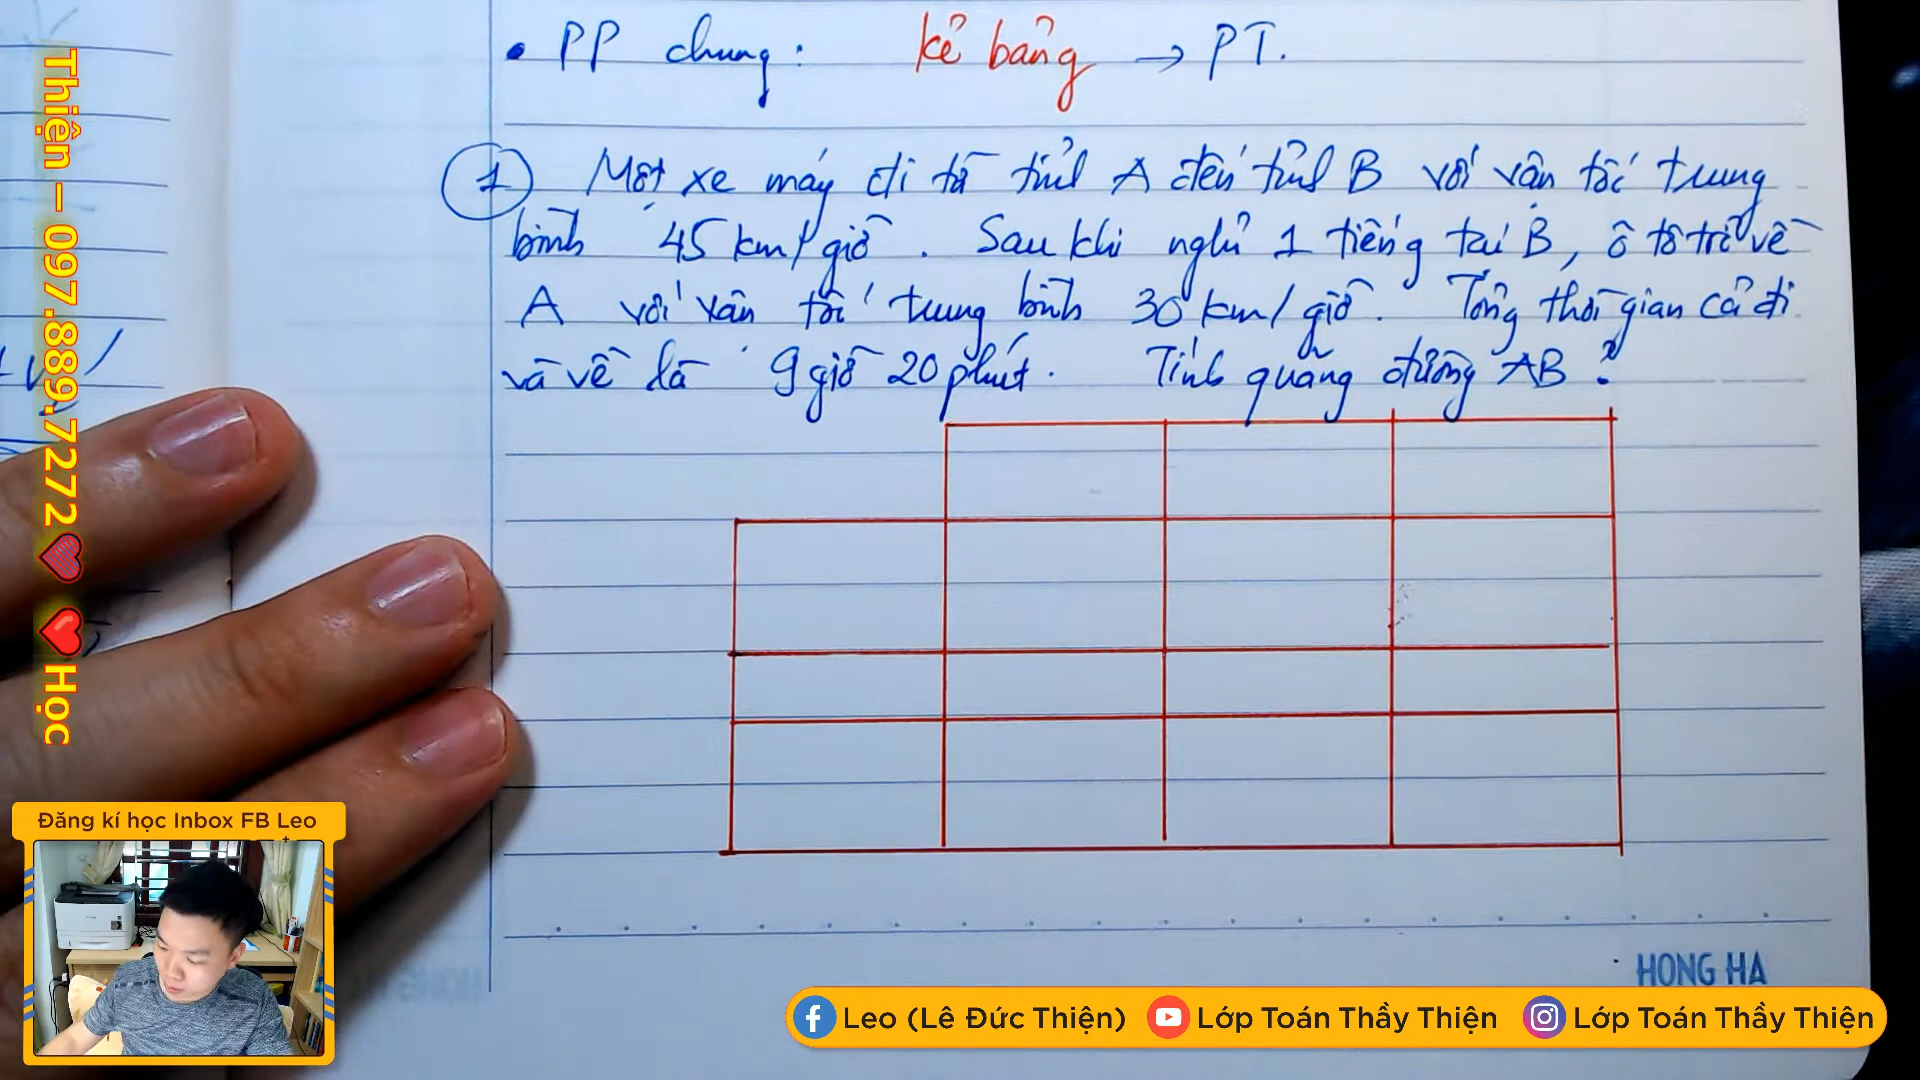 • PP chung: kẻ bảng → PT.
1 Một xe máy đi từ tỉnh A đến tỉnh B với vận tốc trung
bình 45 km/giờ. Sau khi nghỉ 1 tiếng tại B, ô tô trở về
A với vận tốc trung bình 30 km/giờ. Tổng thời gian cả đi
và về là 9 giờ 20 phút. Tính quãng đường AB?
Thiện – 097.889.7272 ❤ ❤ Học
Đăng kí học Inbox FB Leo
HONG HA
Leo (Lê Đức Thiện) Lớp Toán Thầy Thiện Lớp Toán Thầy Thiện